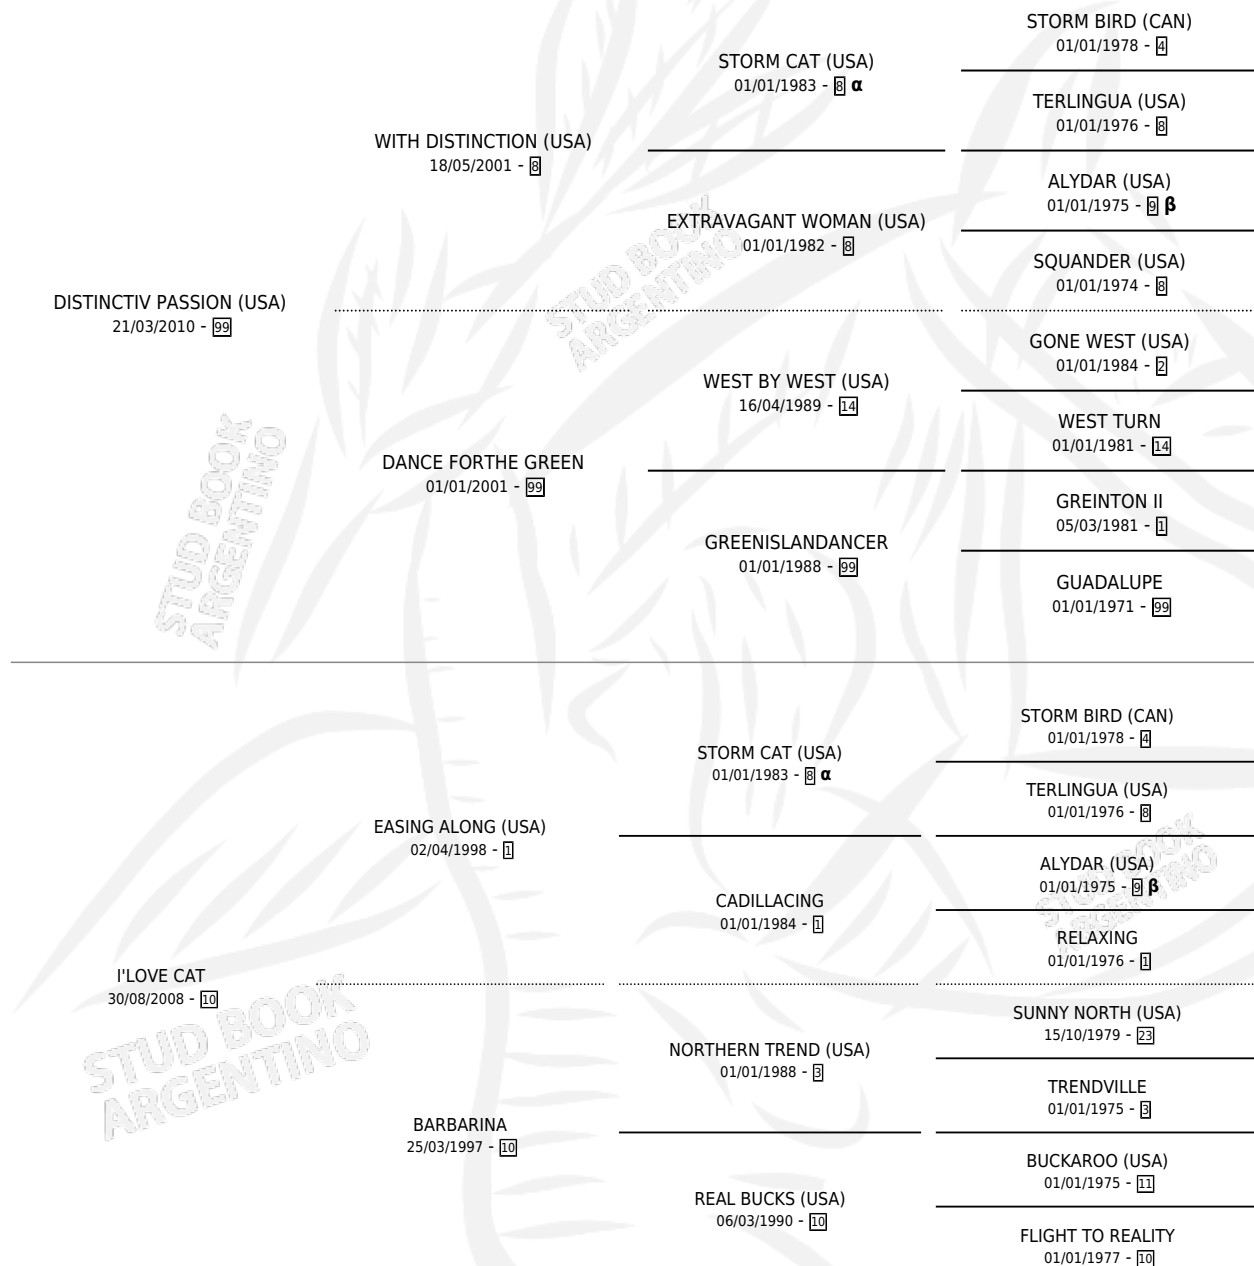 STORM BIRD (CAN)
01/01/1978 - 4
STORM CAT (USA)
01/01/1983 - 8 α
TERLINGUA (USA)
01/01/1976 - 8
WITH DISTINCTION (USA)
18/05/2001 - 8
ALYDAR (USA)
01/01/1975 - 9 β
EXTRAVAGANT WOMAN (USA)
01/01/1982 - 8
SQUANDER (USA)
01/01/1974 - 8
DISTINCTIV PASSION (USA)
21/03/2010 - 99
GONE WEST (USA)
01/01/1984 - 2
WEST BY WEST (USA)
16/04/1989 - 14
WEST TURN
01/01/1981 - 14
DANCE FORTHE GREEN
01/01/2001 - 99
GREINTON II
05/03/1981 - 1
GREENISLANDANCER
01/01/1988 - 99
GUADALUPE
01/01/1971 - 99
STORM BIRD (CAN)
01/01/1978 - 4
STORM CAT (USA)
01/01/1983 - 8 α
TERLINGUA (USA)
01/01/1976 - 8
EASING ALONG (USA)
02/04/1998 - 1
ALYDAR (USA)
01/01/1975 - 9 β
CADILLACING
01/01/1984 - 1
RELAXING
01/01/1976 - 1
I'LOVE CAT
30/08/2008 - 10
SUNNY NORTH (USA)
15/10/1979 - 23
NORTHERN TREND (USA)
01/01/1988 - 3
TRENDVILLE
01/01/1975 - 3
BARBARINA
25/03/1997 - 10
BUCKAROO (USA)
01/01/1975 - 11
REAL BUCKS (USA)
06/03/1990 - 10
FLIGHT TO REALITY
01/01/1977 - 10
STUD BOOK
ARGENTINO
STUD BOOK
ARGENTINO
STUD BOOK
ARGENTINO
STUD BOOK
ARGENTINO